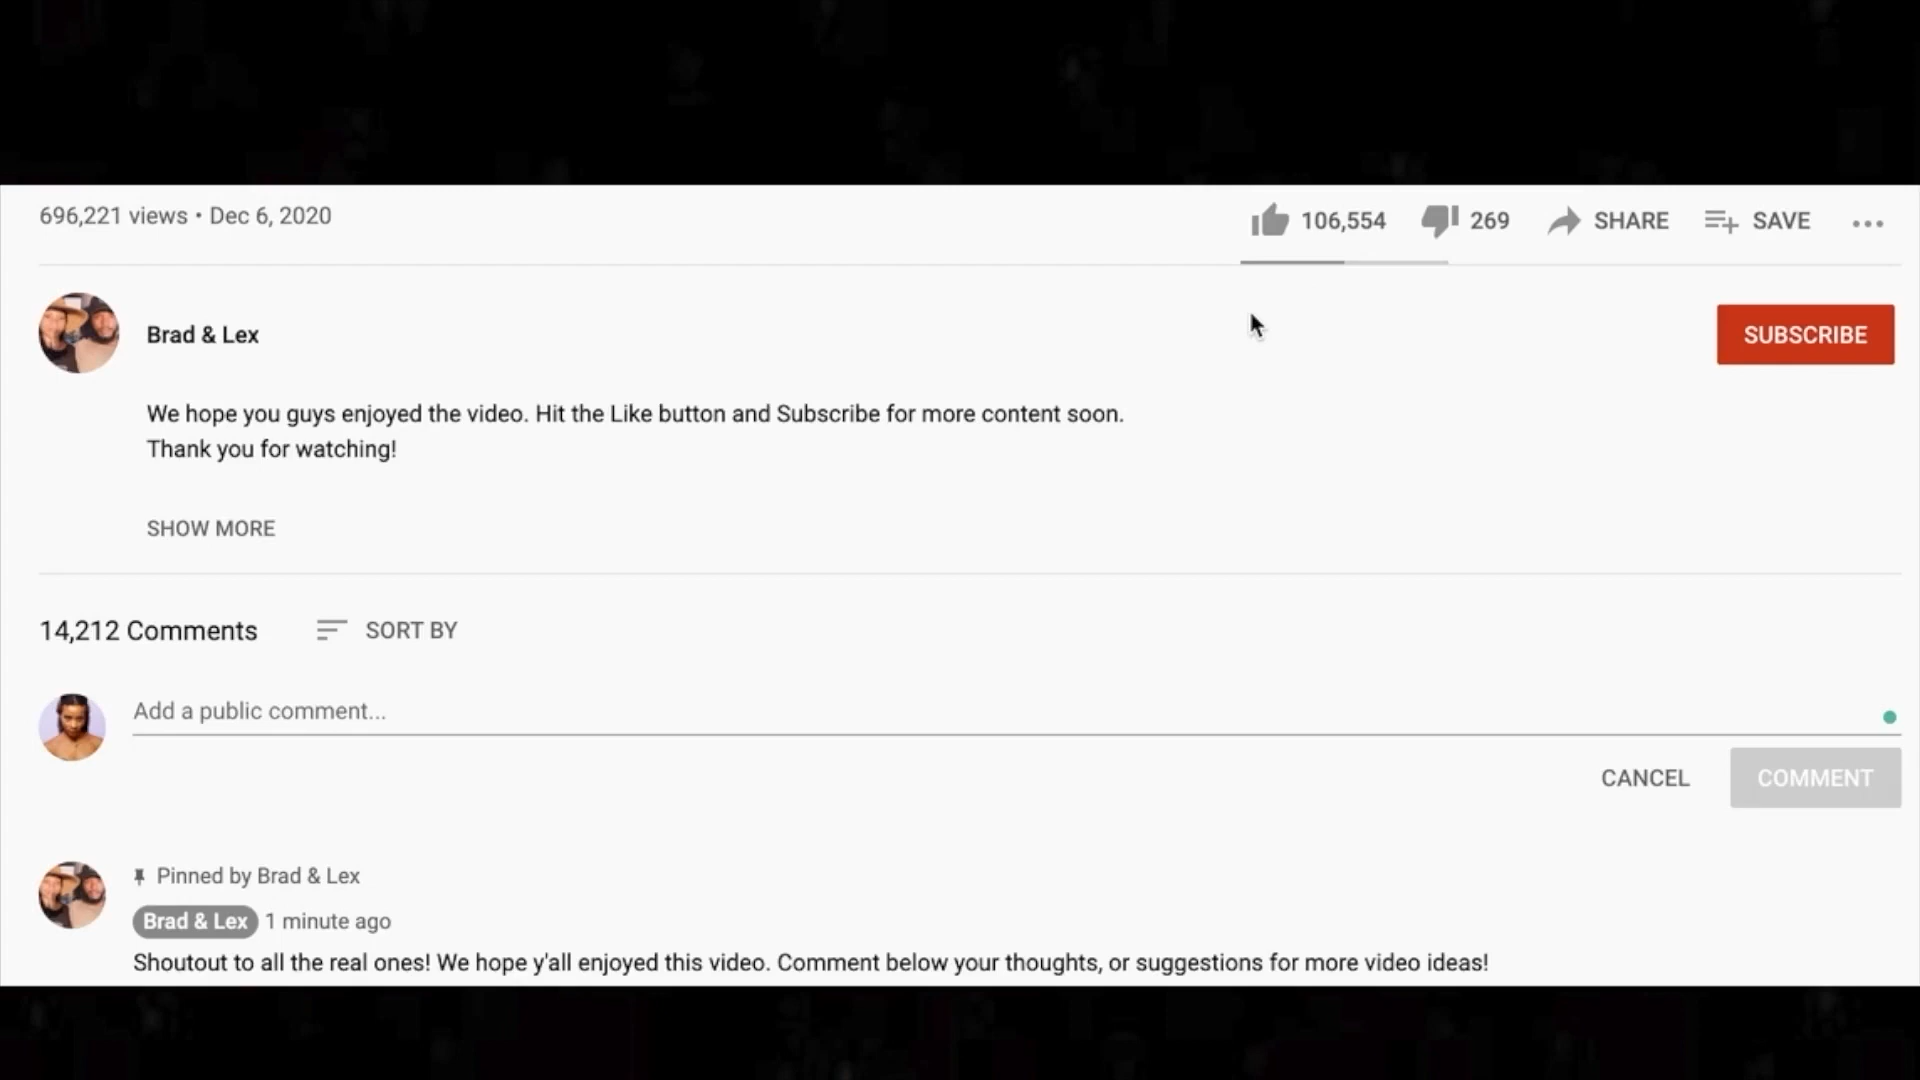 696,221 views • Dec 6, 2020
106,554
269
SHARE
SAVE
Brad & Lex
SUBSCRIBE
We hope you guys enjoyed the video. Hit the Like button and Subscribe for more content soon.
Thank you for watching!
SHOW MORE
14,212 Comments
SORT BY
Add a public comment...
CANCEL
COMMENT
Pinned by Brad & Lex
Brad & Lex 1 minute ago
Shoutout to all the real ones! We hope y'all enjoyed this video. Comment below your thoughts, or suggestions for more video ideas!